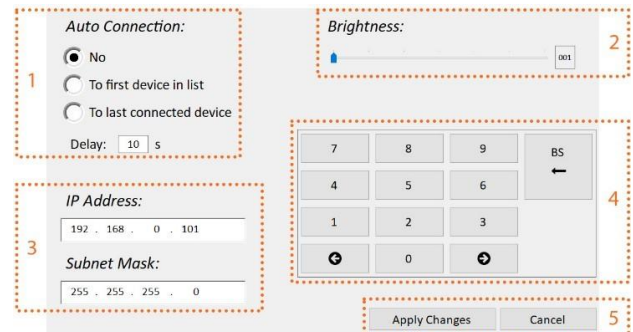 Auto Connection:
No
To first device in list
To last connected device
Delay: 10 s
1
Brightness:
001
2
IP Address:
192 . 168 . 0 . 101
Subnet Mask:
255 . 255 . 255 . 0
3
7 8 9 BS
4 5 6
1 2 3
0
4
Apply Changes Cancel
5